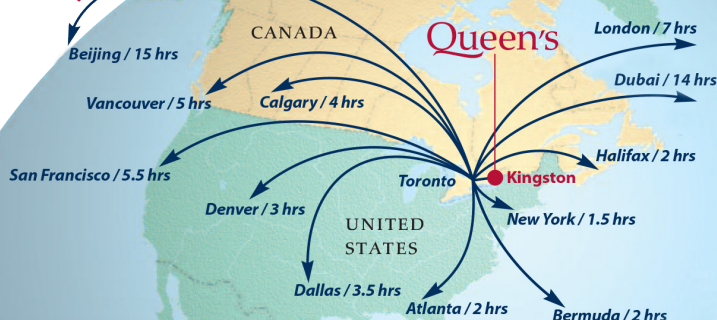 CANADA
Queen's
London / 7 hrs
Beijing / 15 hrs
Dubai / 14 hrs
Vancouver / 5 hrs
Calgary / 4 hrs
Halifax / 2 hrs
San Francisco / 5.5 hrs
Toronto
Kingston
Denver / 3 hrs
New York / 1.5 hrs
UNITED
STATES
Dallas / 3.5 hrs
Atlanta / 2 hrs
Bermuda / 2 hrs